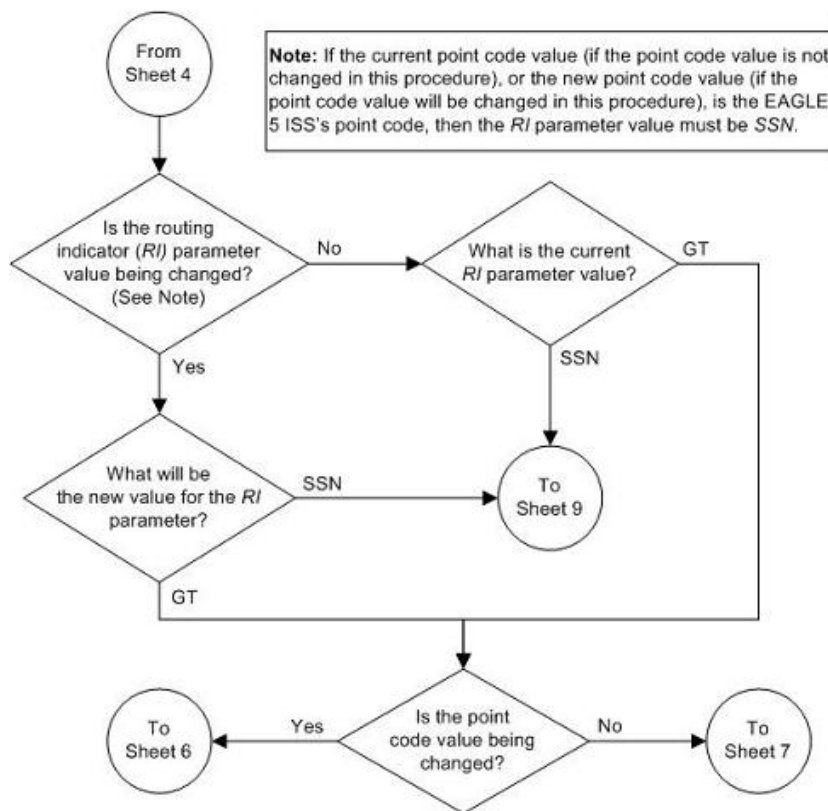 From
Sheet 4
Note: If the current point code value (if the point code value is not
changed in this procedure), or the new point code value (if the
point code value will be changed in this procedure), is the EAGLE
5 ISS's point code, then the RI parameter value must be SSN.
Is the routing
indicator (RI) parameter
value being changed?
(See Note)
No
What is the current
RI parameter value?
GT
Yes
SSN
What will be
the new value for the RI
parameter?
SSN
To
Sheet 9
GT
To
Sheet 6
Yes
Is the point
code value being
changed?
No
To
Sheet 7